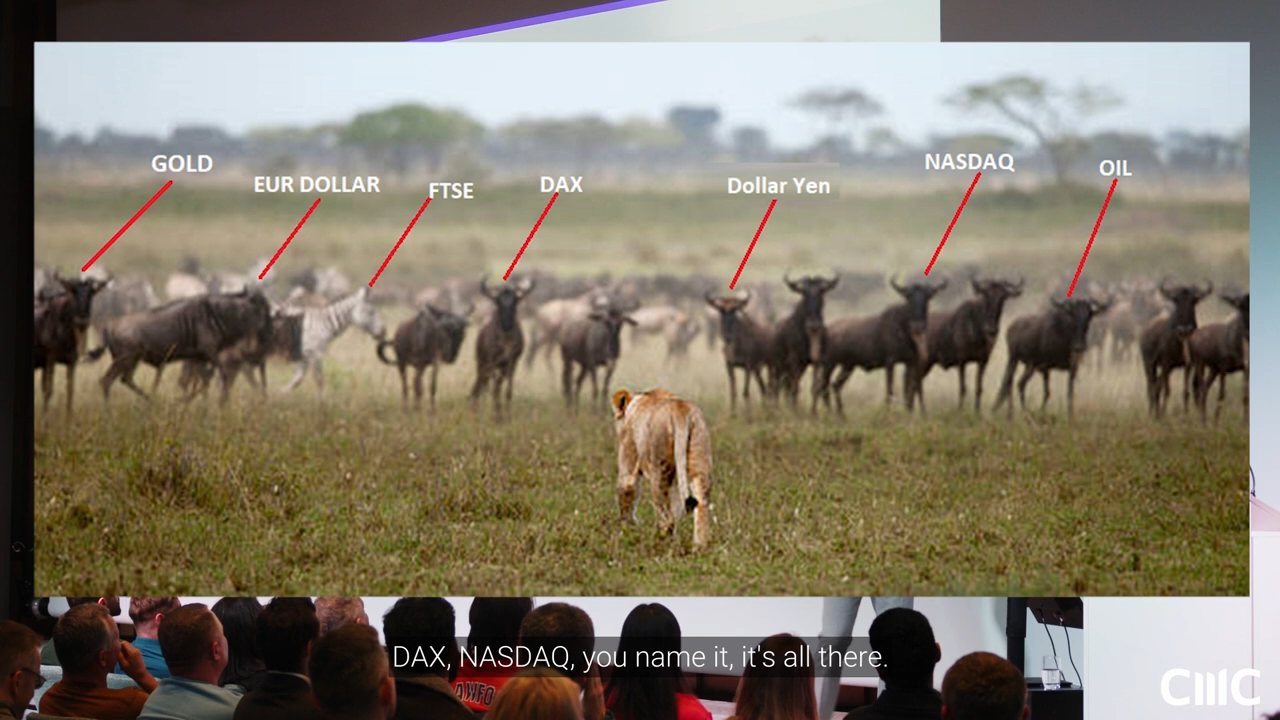 GOLD
EUR DOLLAR
FTSE
DAX
Dollar Yen
NASDAQ
OIL
DAX, NASDAQ, you name it, it's all there.
CMC